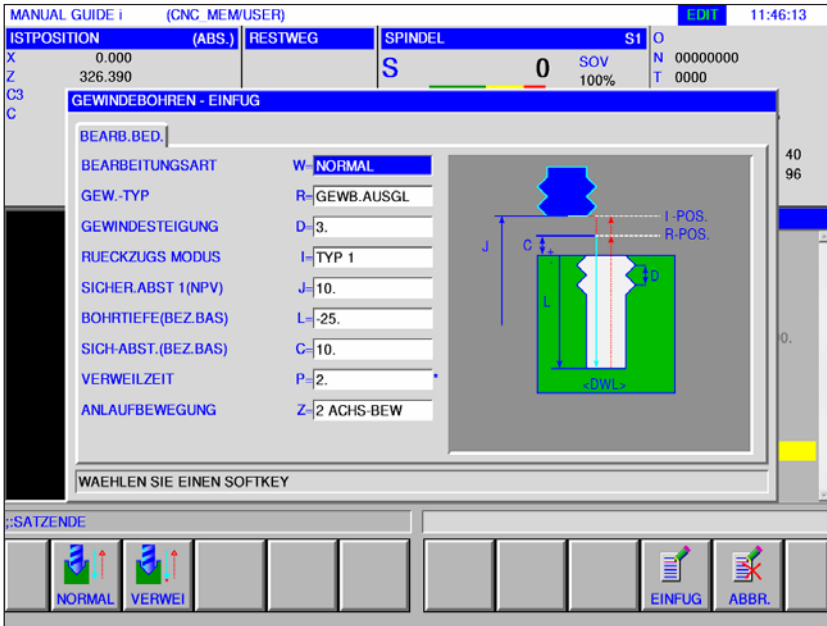 MANUAL GUIDE i (CNC_MEM/USER) EDIT 11:46:13
ISTPOSITION (ABS.) RESTWEG SPINDEL S1 O
X 0.000
Z 326.390
C3
C
S 0 SOV
100%
N 00000000
T 0000
40
96
GEWINDEBOHREN - EINFUG
BEARB.BED.
BEARBEITUNGSART W= NORMAL
GEW.-TYP R= GEWB.AUSGL
GEWINDESTEIGUNG D= 3.
RUECKZUGS MODUS I= TYP 1
SICHER.ABST 1(NPV) J= 10.
BOHRTIEFE(BEZ.BAS) L= -25.
SICH-ABST.(BEZ.BAS) C= 10.
VERWEILZEIT P= 2. *
ANLAUFBEWEGUNG Z= 2 ACHS-BEW
I-POS.
R-POS.
J
C
+
-
D
L
<DWL>
0.
WAEHLEN SIE EINEN SOFTKEY
;:SATZENDE
NORMAL VERWEI EINFUG ABBR.